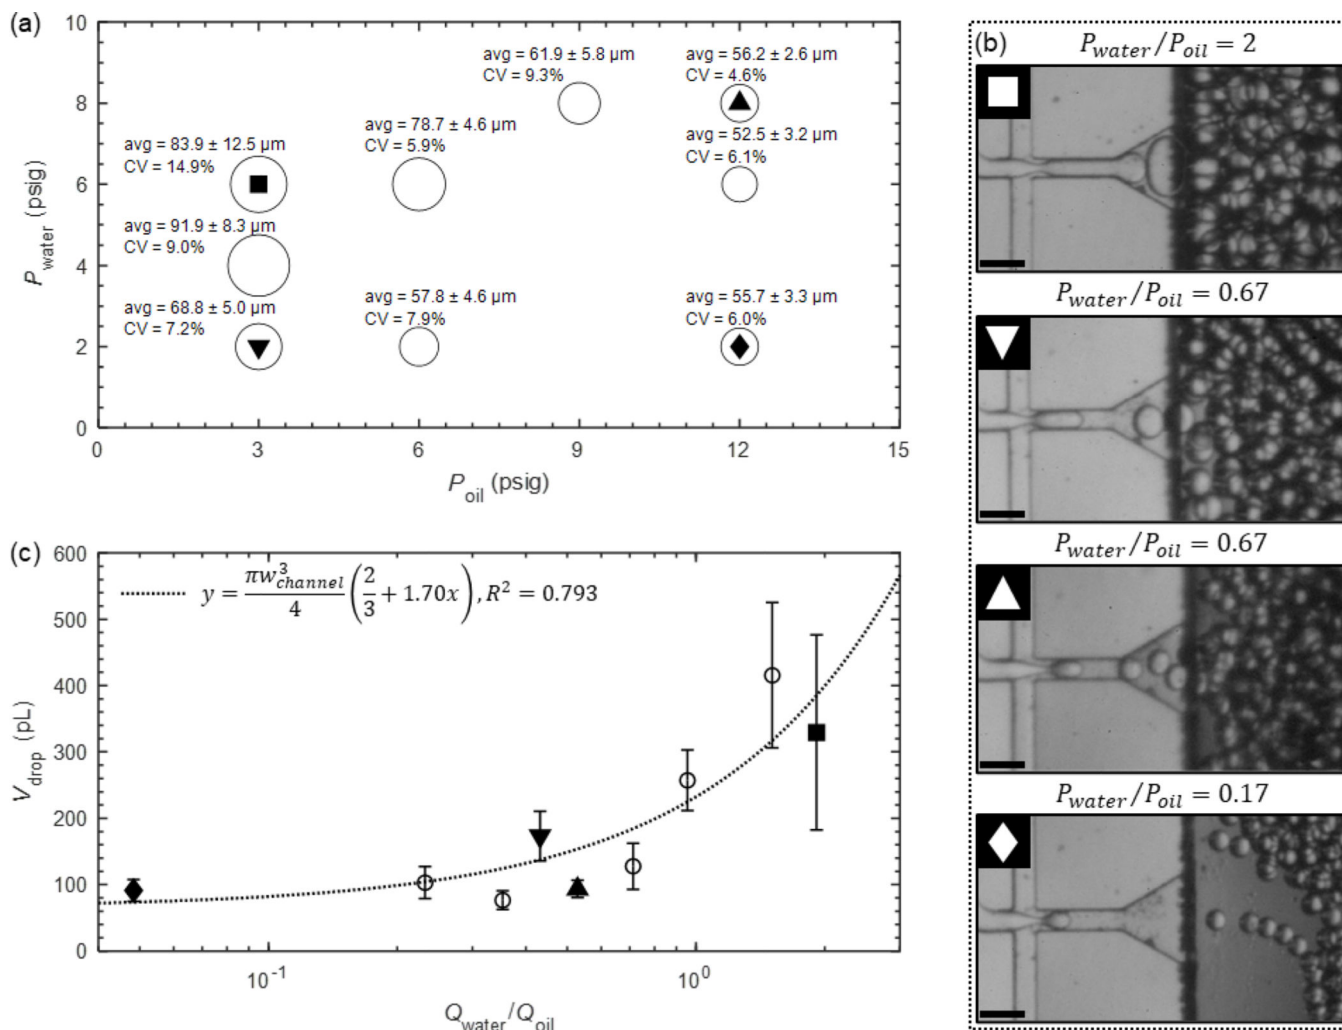 (a)
10
8
6
4
2
0
P_water (psig)
avg = 61.9 ± 5.8 μm
CV = 9.3%
avg = 56.2 ± 2.6 μm
CV = 4.6%
avg = 83.9 ± 12.5 μm
CV = 14.9%
avg = 78.7 ± 4.6 μm
CV = 5.9%
avg = 52.5 ± 3.2 μm
CV = 6.1%
avg = 91.9 ± 8.3 μm
CV = 9.0%
avg = 68.8 ± 5.0 μm
CV = 7.2%
avg = 57.8 ± 4.6 μm
CV = 7.9%
avg = 55.7 ± 3.3 μm
CV = 6.0%
0 3 6 9 12 15
P_oil (psig)
(b)
P_water/P_oil = 2
P_water/P_oil = 0.67
P_water/P_oil = 0.67
P_water/P_oil = 0.17
(c)
600
500
400
300
200
100
0
V_drop (pL)
y = πw³_channel/4 (2/3 + 1.70x), R² = 0.793
10⁻¹ 10⁰
Q_water/Q_oil